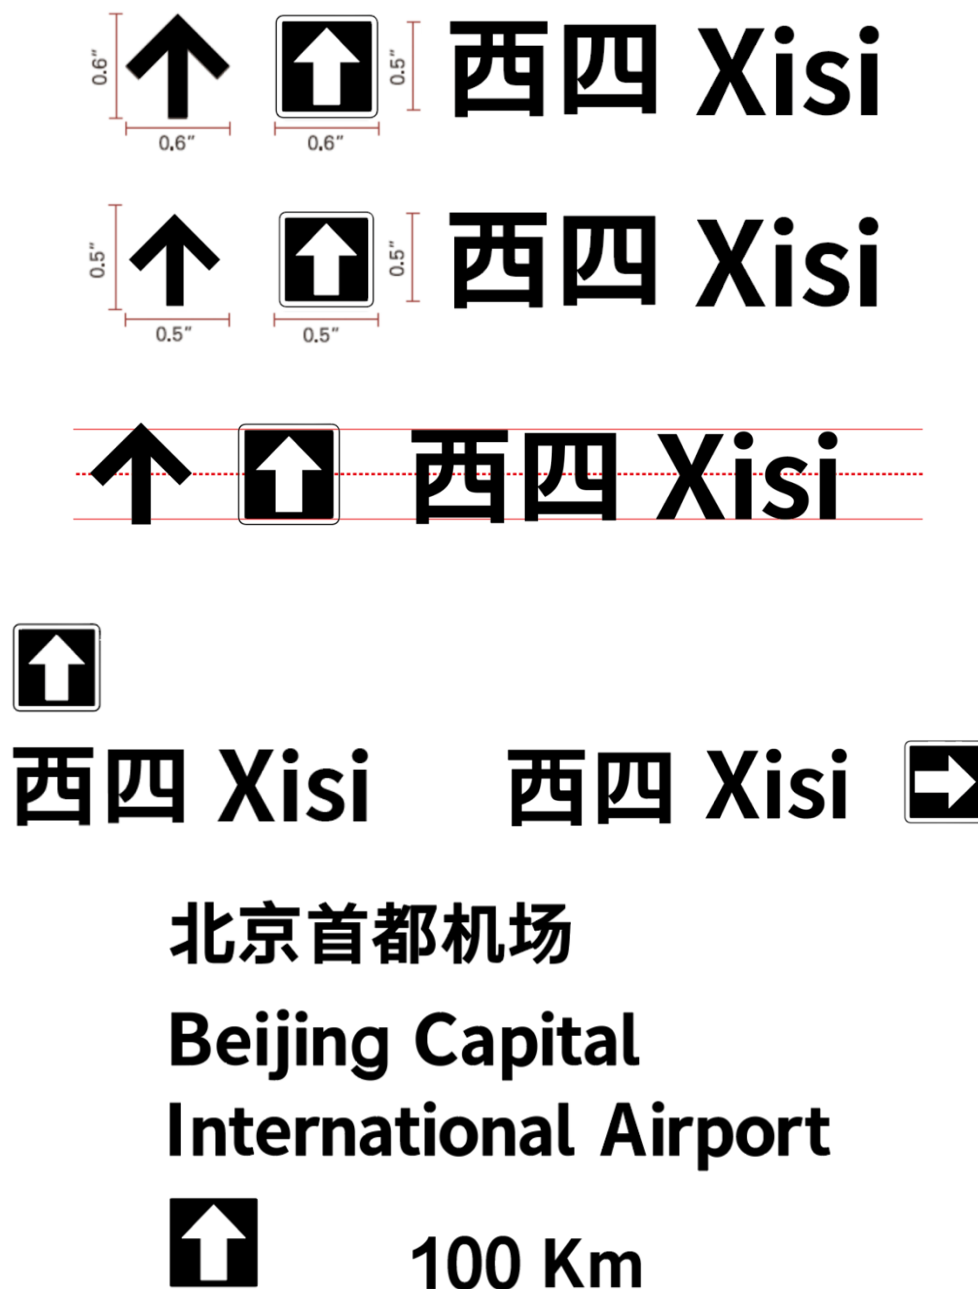 0.6" 0.5" 西四 Xisi
0.6" 0.6"
0.5" 0.5" 西四 Xisi
0.5" 0.5"
西四 Xisi
西四 Xisi
西四 Xisi
北京首都机场
Beijing Capital
International Airport
100 Km